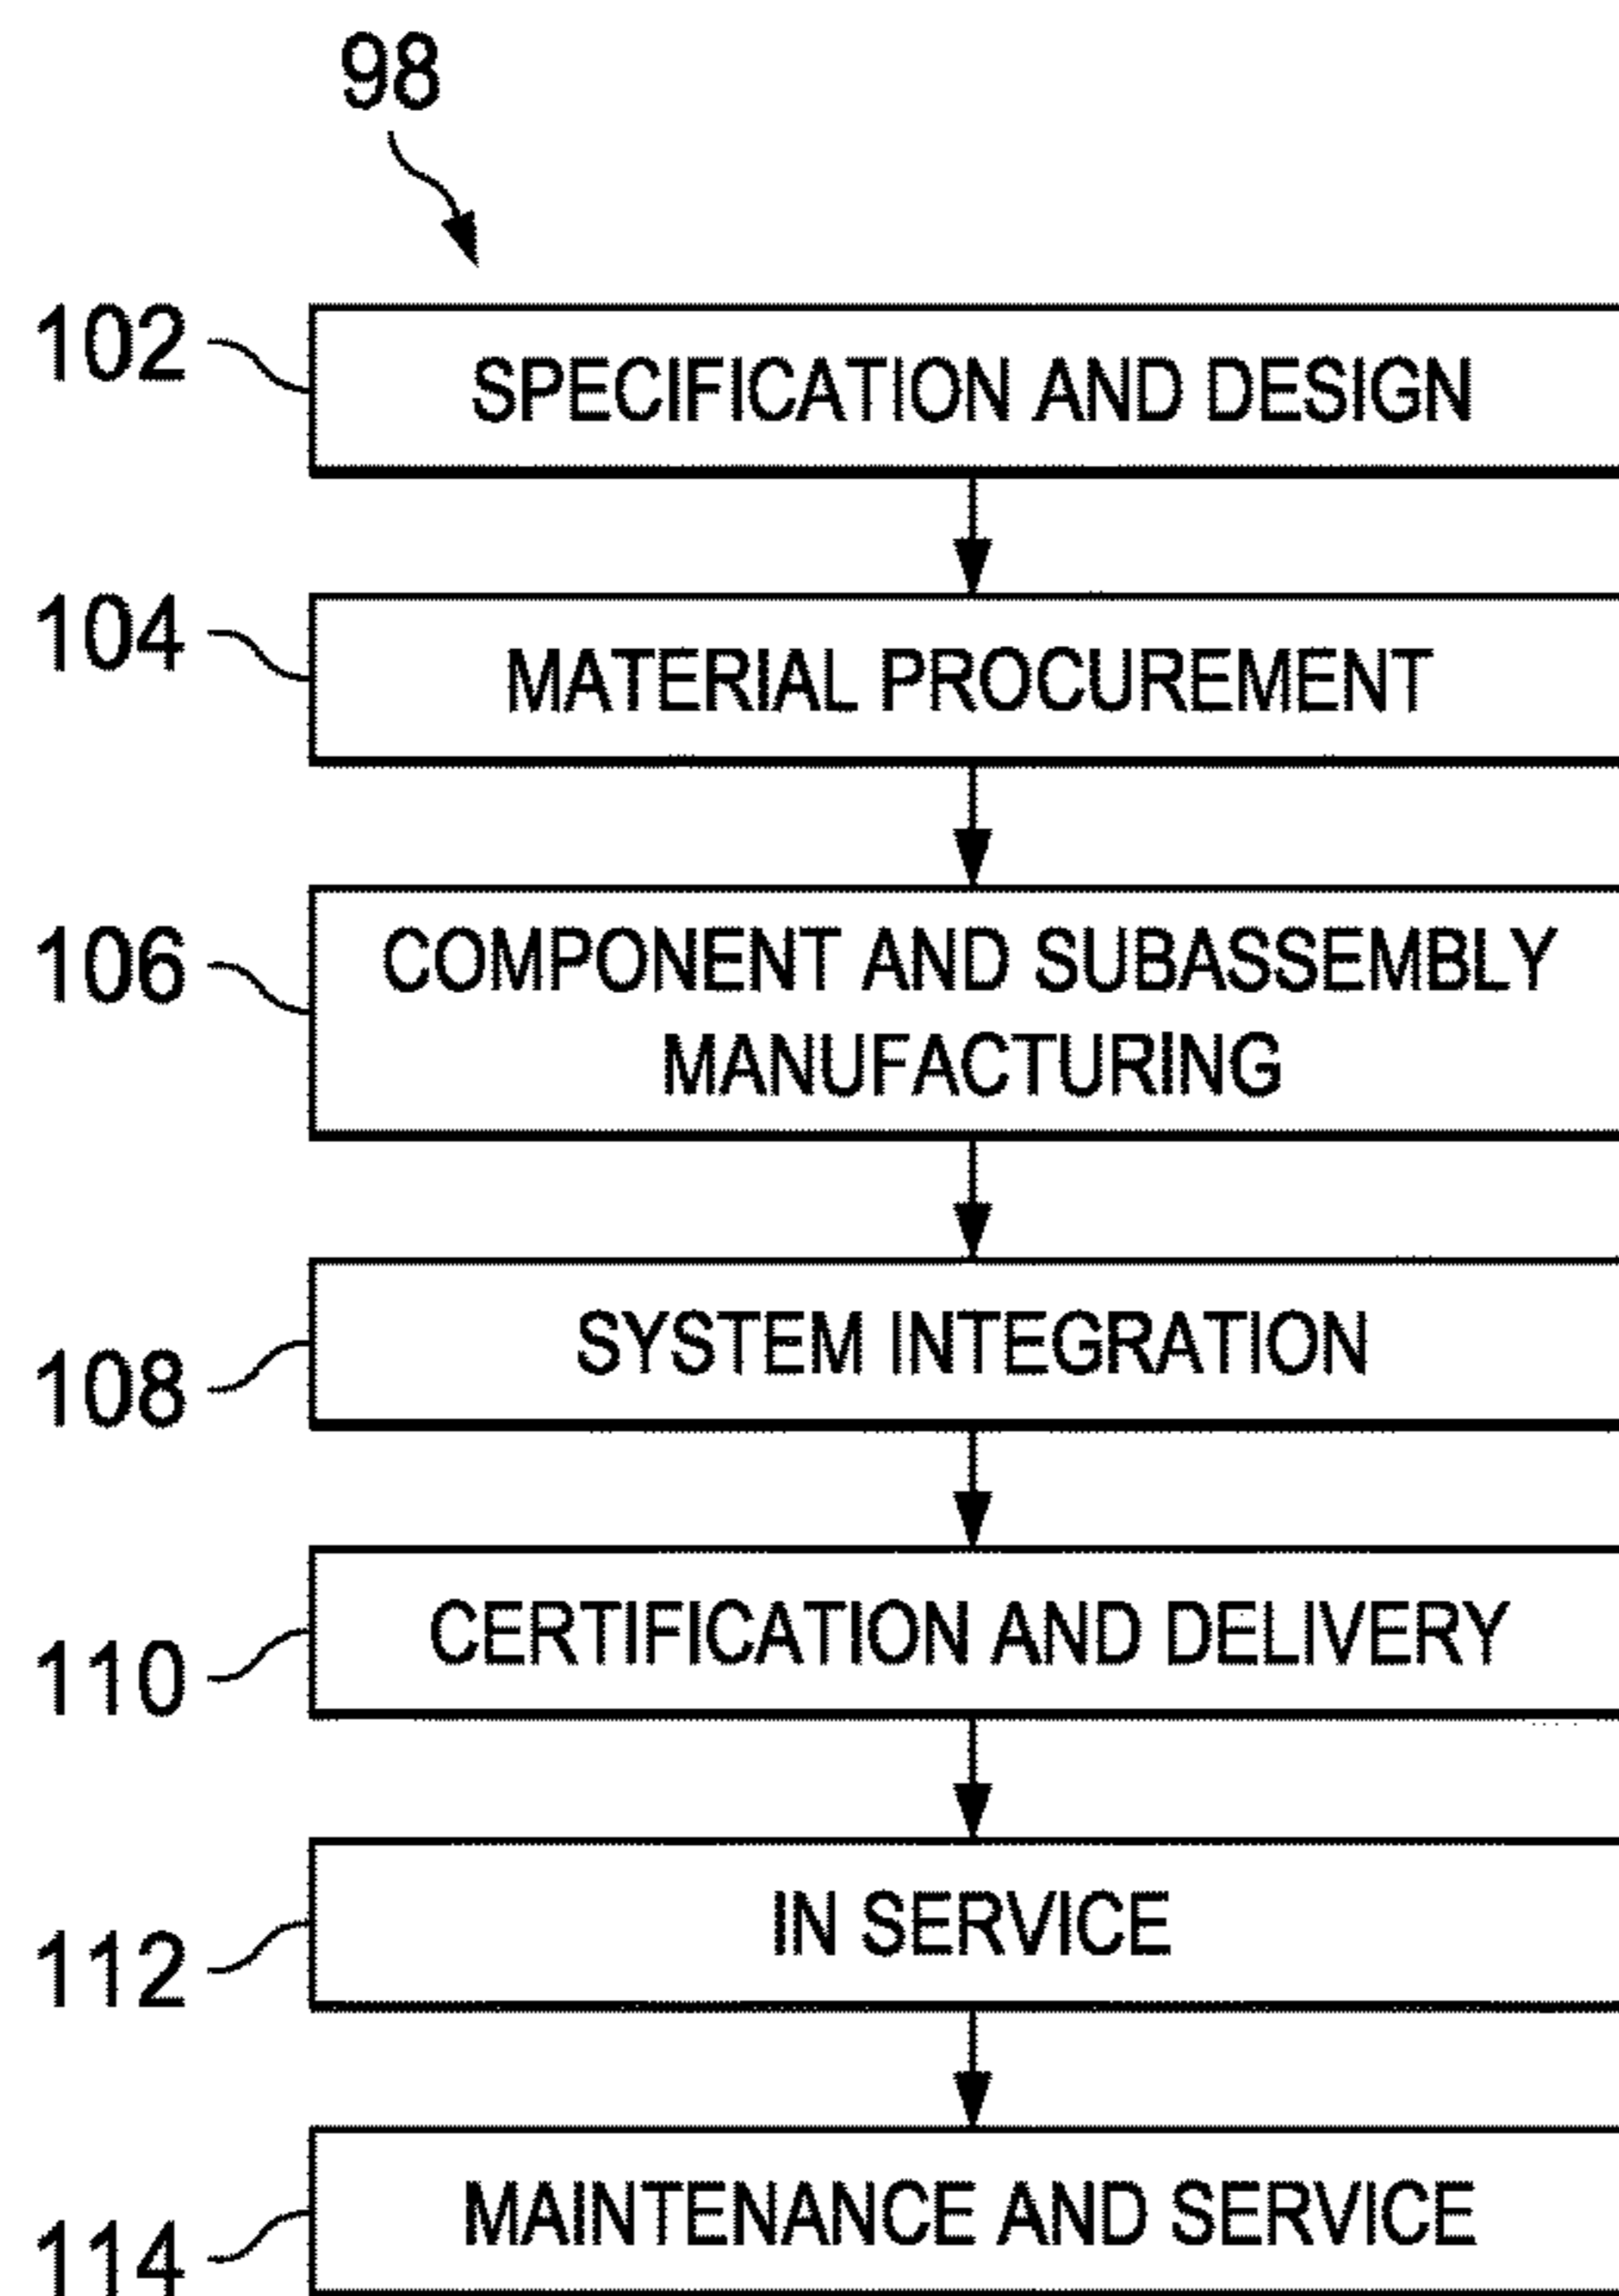 98
102 SPECIFICATION AND DESIGN
104 MATERIAL PROCUREMENT
106 COMPONENT AND SUBASSEMBLY
MANUFACTURING
108 SYSTEM INTEGRATION
110 CERTIFICATION AND DELIVERY
112 IN SERVICE
114 MAINTENANCE AND SERVICE